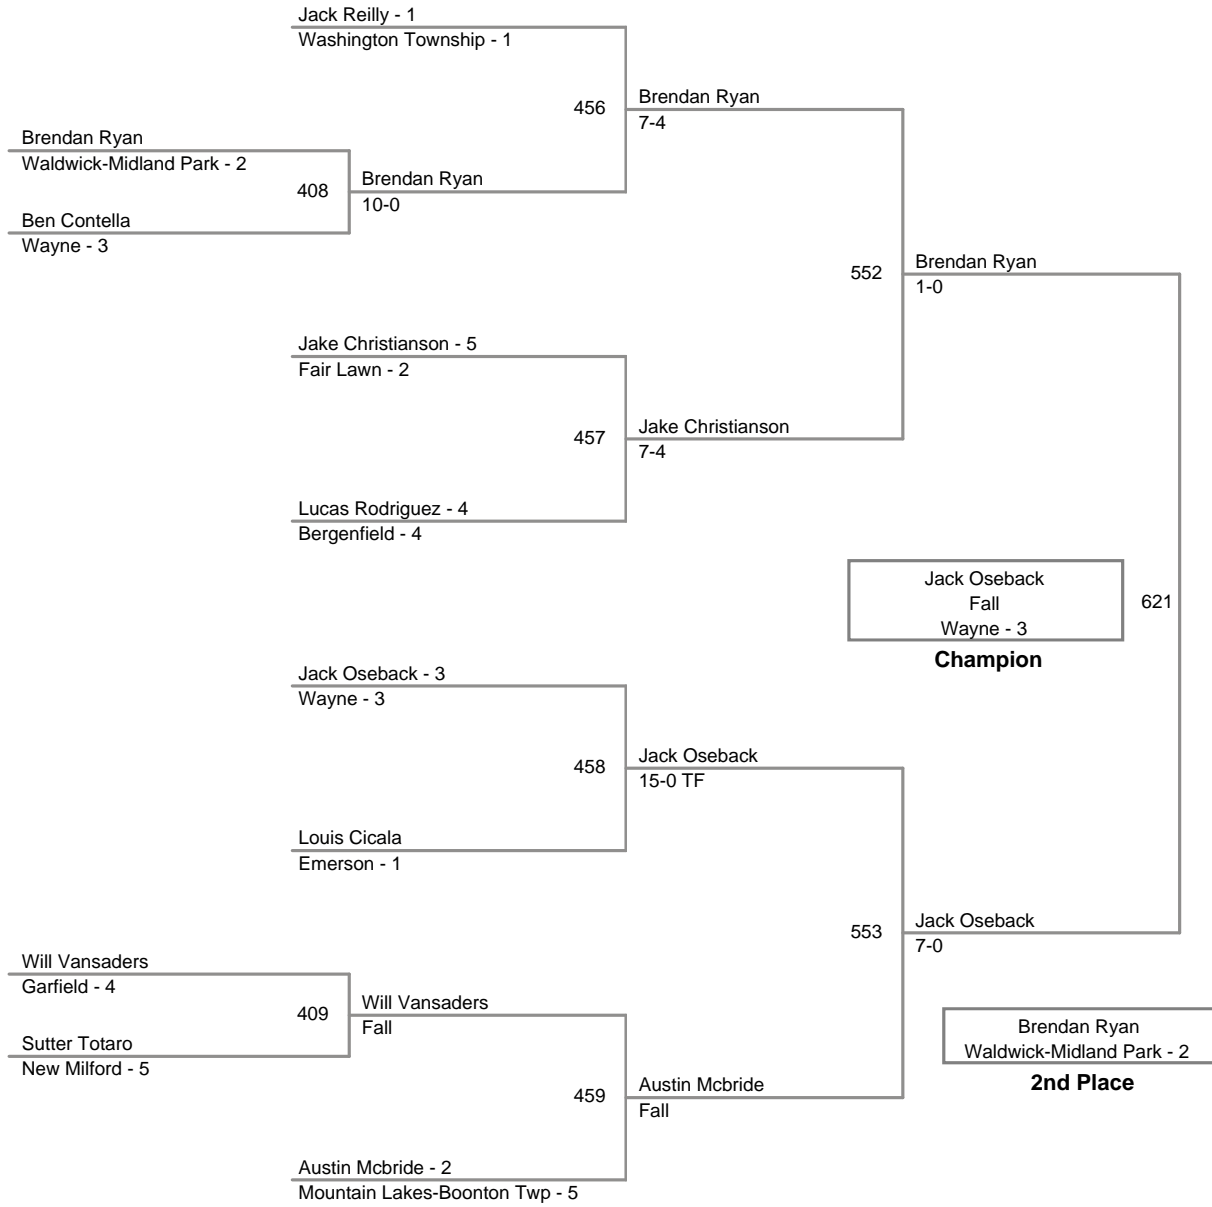 Jack Reilly - 1
Washington Township - 1
456
Brendan Ryan
7-4
Brendan Ryan
Waldwick-Midland Park - 2
408
Brendan Ryan
10-0
Ben Contella
Wayne - 3
552
Brendan Ryan
1-0
Jake Christianson - 5
Fair Lawn - 2
457
Jake Christianson
7-4
Lucas Rodriguez - 4
Bergenfield - 4
Jack Oseback
Fall
Wayne - 3
Champion
621
Jack Oseback - 3
Wayne - 3
458
Jack Oseback
15-0 TF
Louis Cicala
Emerson - 1
553
Jack Oseback
7-0
Will Vansaders
Garfield - 4
409
Will Vansaders
Fall
Sutter Totaro
New Milford - 5
Brendan Ryan
Waldwick-Midland Park - 2
2nd Place
459
Austin Mcbride
Fall
Austin Mcbride - 2
Mountain Lakes-Boonton Twp - 5